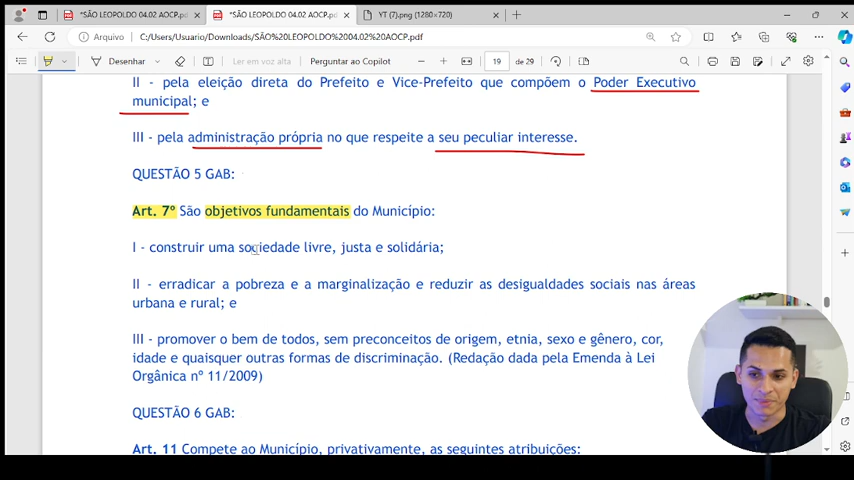 *SÃO LEOPOLDO 04.02 AOCP.pdf
*SÃO LEOPOLDO 04.02 AOCP.pdf
YT (7).png (1280×720)
Arquivo
C:/Users/Usuario/Downloads/SÃO%20LEOPOLDO%2004.02%20AOCP.pdf
Desenhar
Ler em voz alta
Perguntar ao Copilot
19
de 29
II - pela eleição direta do Prefeito e Vice-Prefeito que compõem o Poder Executivo
municipal; e
III - pela administração própria no que respeite a seu peculiar interesse.
QUESTÃO 5 GAB:
Art. 7º São objetivos fundamentais do Município:
I - construir uma sociedade livre, justa e solidária;
II - erradicar a pobreza e a marginalização e reduzir as desigualdades sociais nas áreas
urbana e rural; e
III - promover o bem de todos, sem preconceitos de origem, etnia, sexo e gênero, cor,
idade e quaisquer outras formas de discriminação. (Redação dada pela Emenda à Lei
Orgânica nº 11/2009)
QUESTÃO 6 GAB:
Art. 11 Compete ao Município, privativamente, as seguintes atribuições: